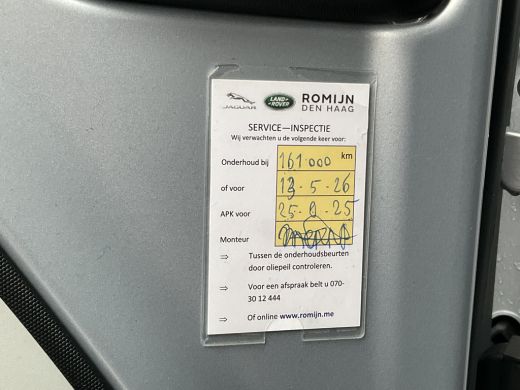 JAGUAR LAND ROVER ROMIJN
DEN HAAG
SERVICE—INSPECTIE
Wij verwachten u de volgende keer voor:
Onderhoud bij 161.000 km
of voor 13-5-26
APK voor 25-8-25
Monteur
⇒ Tussen de onderhoudsbeurten
door oliepeil controleren.
⇒ Voor een afspraak belt u 070-
30 12 444
⇒ Of online www.romijn.me